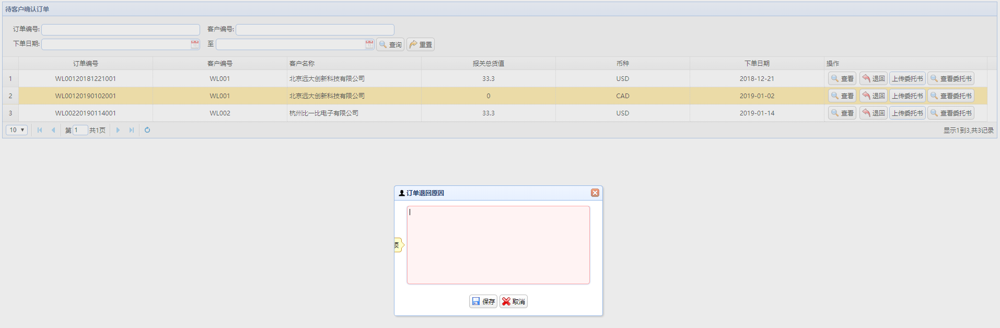 待客户确认订单
订单编号: 客户编号:
下单日期: 至 查询 重置
订单编号 客户编号 客户名称 报关总货值 币种 下单日期 操作
1 WL00120181221001 WL001 北京远大创新科技有限公司 33.3 USD 2018-12-21 查看 退回 上传委托书 查看委托书
2 WL00120190102001 WL001 北京远大创新科技有限公司 0 CAD 2019-01-02 查看 退回 上传委托书 查看委托书
3 WL00220190114001 WL002 杭州比一比电子有限公司 33.3 USD 2019-01-14 查看 退回 上传委托书 查看委托书
10 第 1 共1页 显示1到3,共3记录
订单退回原因
项
保存 取消